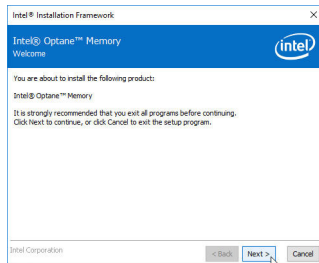 Intel® Installation Framework
Intel® Optane™ Memory
Welcome
intel
You are about to install the following product:
Intel® Optane™ Memory
It is strongly recommended that you exit all programs before continuing.
Click Next to continue, or click Cancel to exit the setup program.
Intel Corporation
< Back
Next >
Cancel